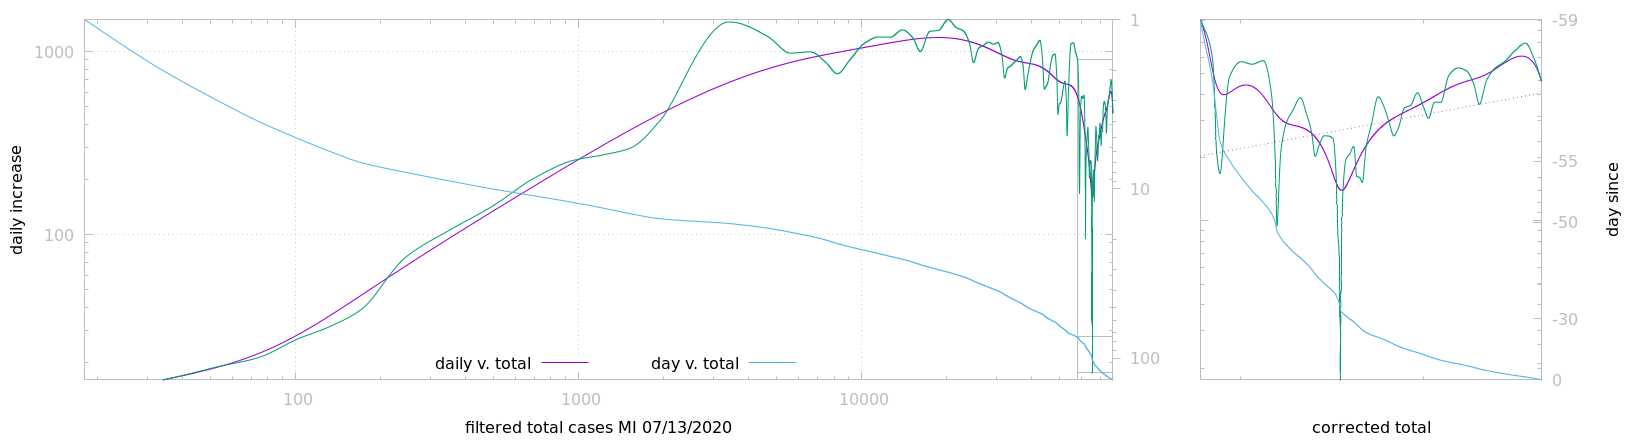 1000
100
daily increase
100
1000
10000
filtered total cases MI 07/13/2020
daily v. total
day v. total
1
10
100
-59
-55
-50
-30
0
day since
corrected total